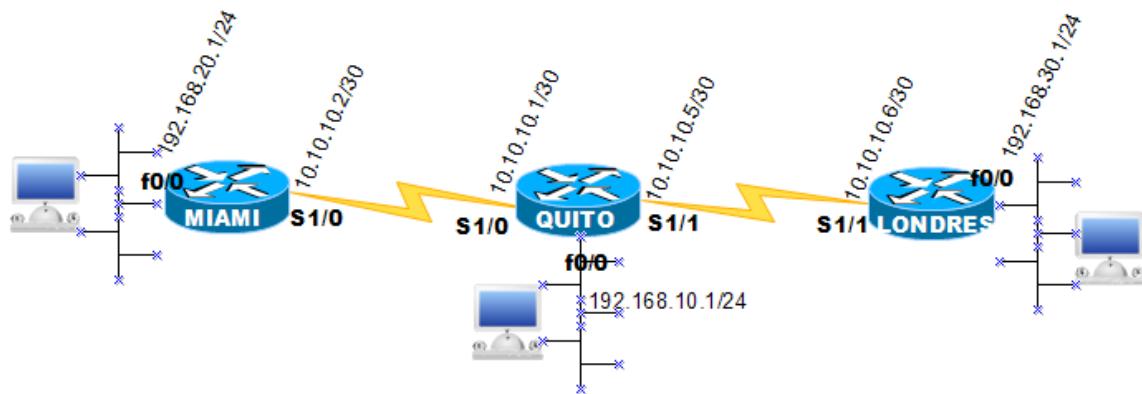 192.168.20.1/24
f0/0
MIAMI
10.10.10.2/30
S1/0
10.10.10.1/30
S1/0
QUITO
10.10.10.5/30
S1/1
f0/0
192.168.10.1/24
10.10.10.6/30
S1/1
LONDRES
192.168.30.1/24
f0/0